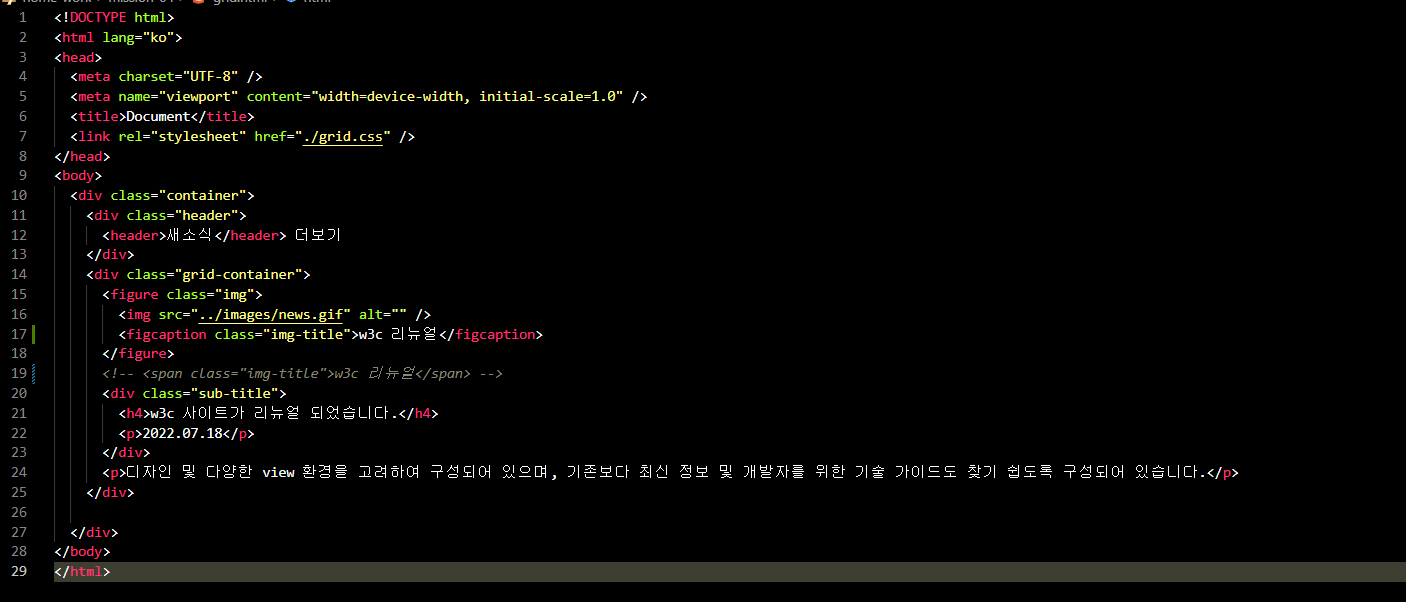 1 <!DOCTYPE html>
2 <html lang="ko">
3 <head>
4   <meta charset="UTF-8" />
5   <meta name="viewport" content="width=device-width, initial-scale=1.0" />
6   <title>Document</title>
7   <link rel="stylesheet" href="./grid.css" />
8 </head>
9 <body>
10   <div class="container">
11     <div class="header">
12       <header>새소식</header> 더보기
13     </div>
14     <div class="grid-container">
15       <figure class="img">
16         <img src="../images/news.gif" alt="" />
17         <figcaption class="img-title">w3c 리뉴얼</figcaption>
18       </figure>
19       <!-- <span class="img-title">w3c 리뉴얼</span> -->
20       <div class="sub-title">
21         <h4>w3c 사이트가 리뉴얼 되었습니다.</h4>
22         <p>2022.07.18</p>
23       </div>
24       <p>디자인 및 다양한 view 환경을 고려하여 구성되어 있으며, 기존보다 최신 정보 및 개발자를 위한 기술 가이드도 찾기 쉽도록 구성되어 있습니다.</p>
25     </div>
26
27   </div>
28 </body>
29 </html>